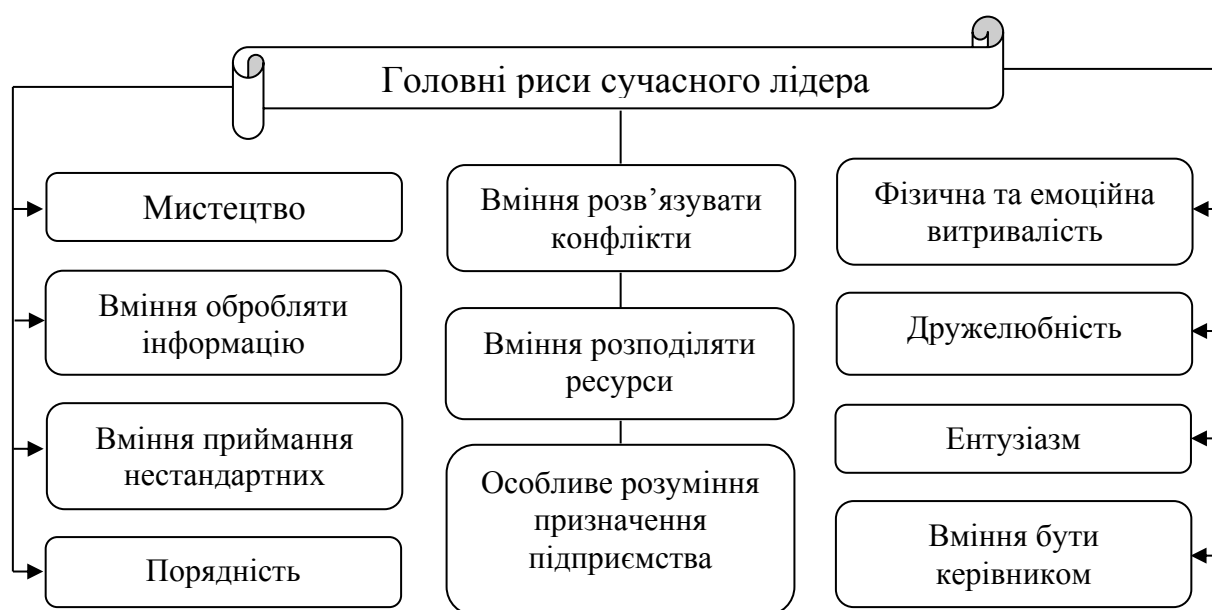 Головні риси сучасного лідера
Мистецтво
Вміння обробляти
інформацію
Вміння приймання
нестандартних
Порядність
Вміння розв’язувати
конфлікти
Вміння розподіляти
ресурси
Особливе розуміння
призначення
підприємства
Фізична та емоційна
витривалість
Дружелюбність
Ентузіазм
Вміння бути
керівником